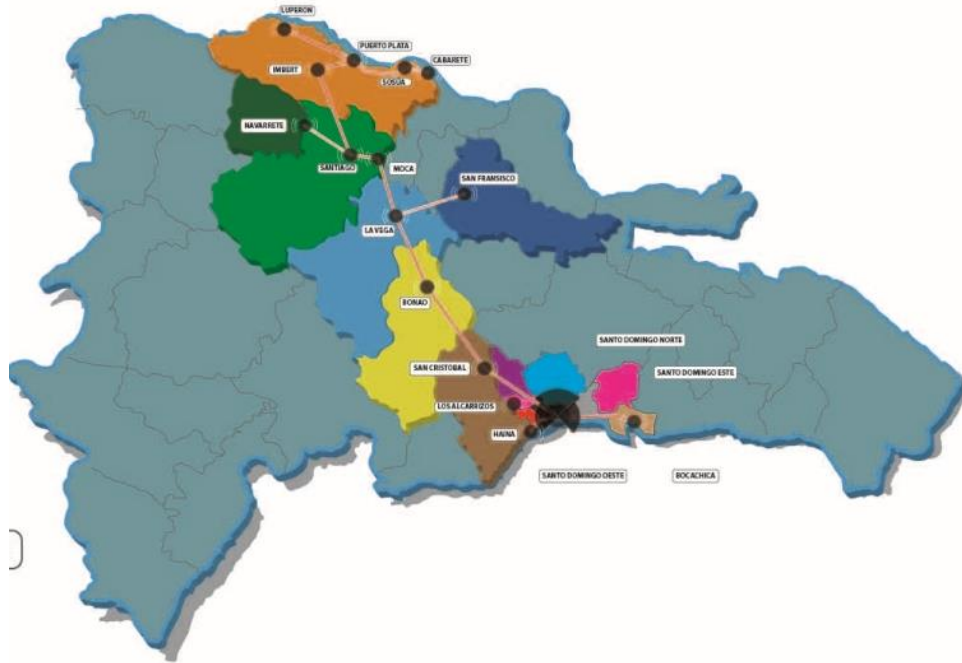 LUPERON
PUERTO PLATA
IMBERT
CABARETE
SOSUA
NAVARRETE
SANTIAGO
MOCA
SAN FRANSISCO
LA VEGA
BONAO
SANTO DOMINGO NORTE
SAN CRISTOBAL
SANTO DOMINGO ESTE
LOS ALCARRIZOS
HAINA
SANTO DOMINGO OESTE
BOCACHICA